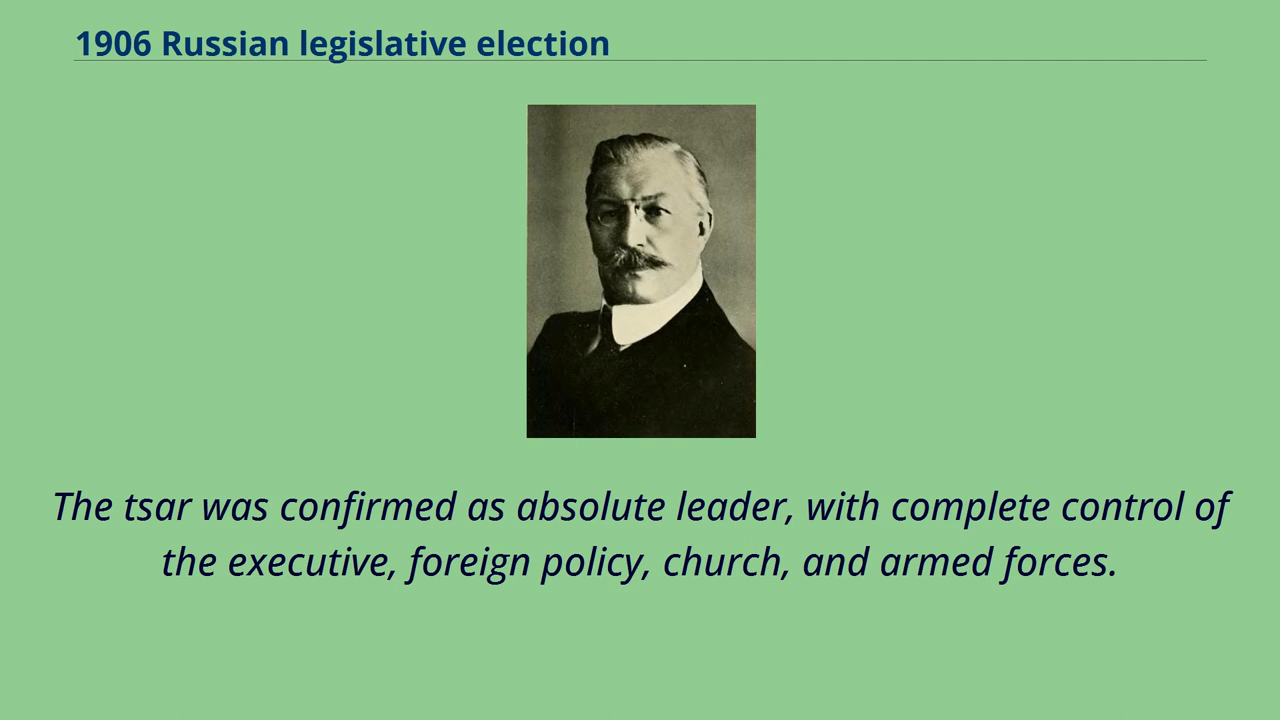 1906 Russian legislative election
The tsar was confirmed as absolute leader, with complete control of
the executive, foreign policy, church, and armed forces.